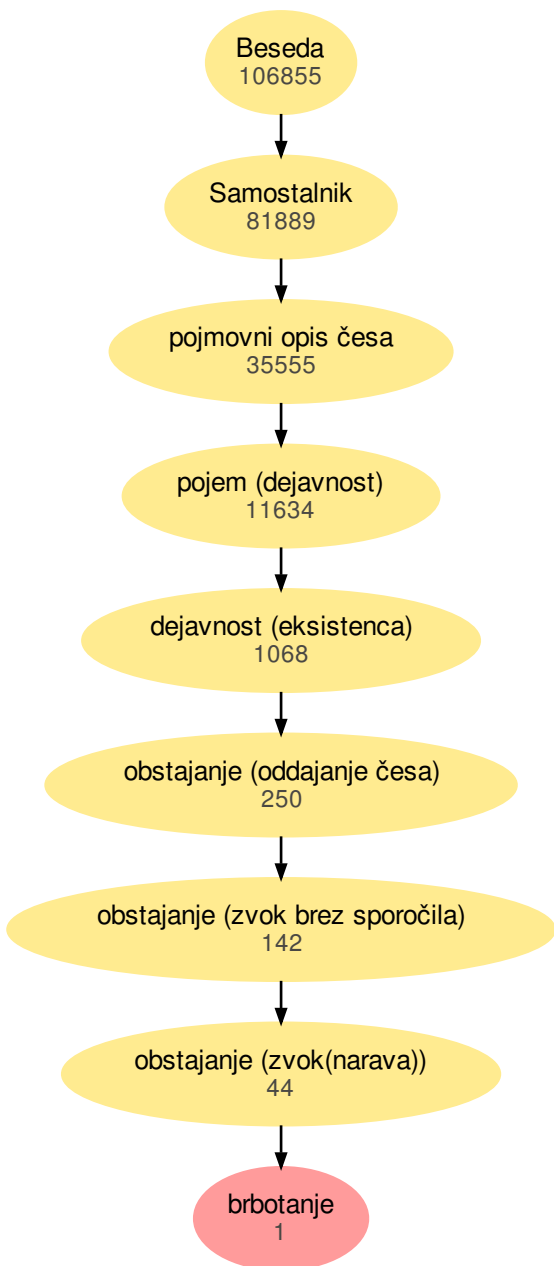 Beseda
106855
Samostalnik
81889
pojmovni opis česa
35555
pojem (dejavnost)
11634
dejavnost (eksistenca)
1068
obstajanje (oddajanje česa)
250
obstajanje (zvok brez sporočila)
142
obstajanje (zvok(narava))
44
brbotanje
1